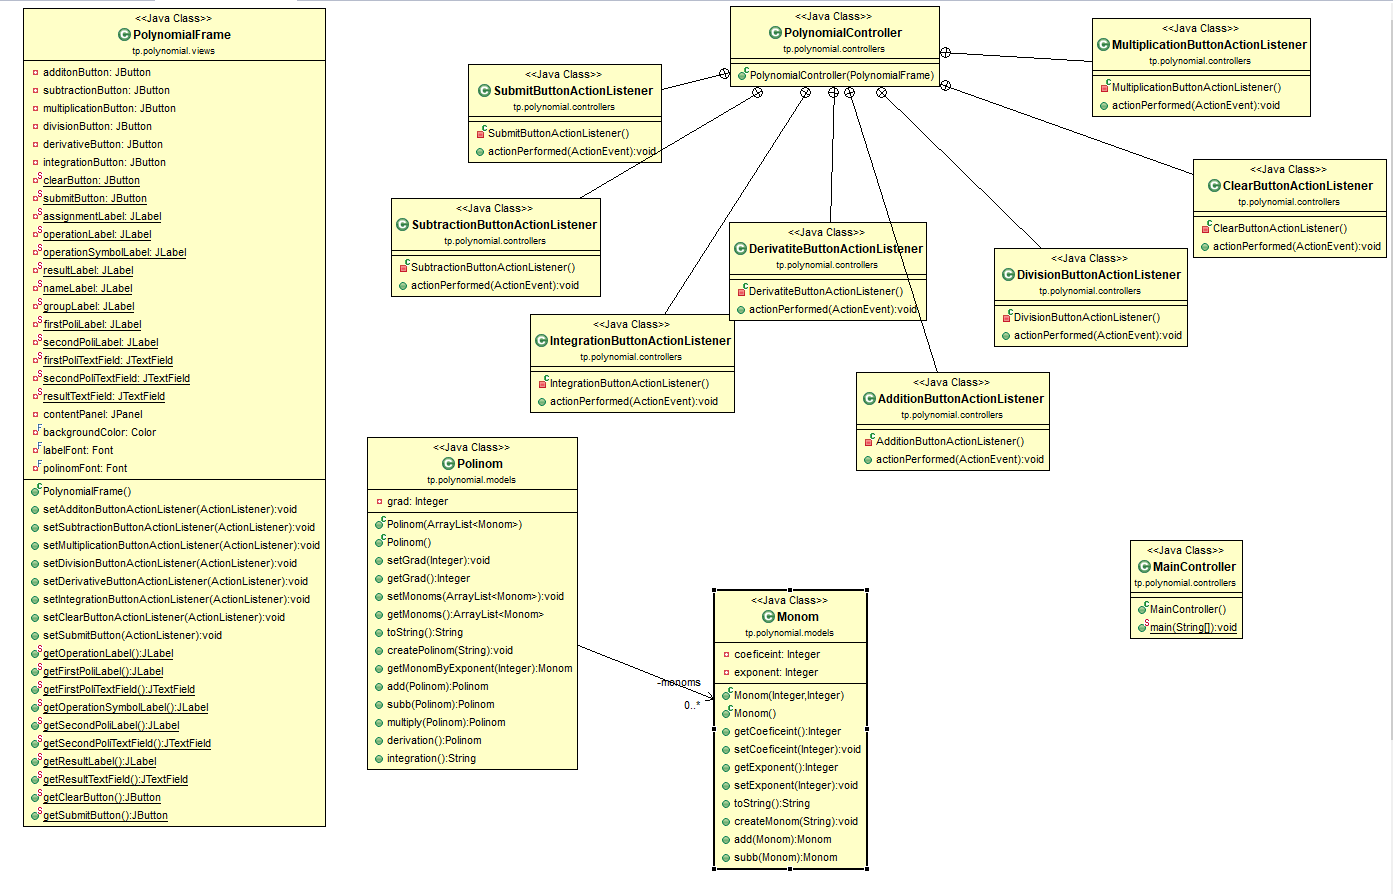 <<Java Class>>
PolynomialFrame
tp.polynomial.views
additonButton: JButton
subtractionButton: JButton
multiplicationButton: JButton
divisionButton: JButton
derivativeButton: JButton
integrationButton: JButton
clearButton: JButton
submitButton: JButton
assignmentLabel: JLabel
operationLabel: JLabel
operationSymbolLabel: JLabel
resultLabel: JLabel
nameLabel: JLabel
groupLabel: JLabel
firstPoliLabel: JLabel
secondPoliLabel: JLabel
firstPoliTextField: JTextField
secondPoliTextField: JTextField
resultTextField: JTextField
contentPanel: JPanel
backgroundColor: Color
labelFont: Font
polinomFont: Font
PolynomialFrame()
setAdditonButtonActionListener(ActionListener):void
setSubtractionButtonActionListener(ActionListener):void
setMultiplicationButtonActionListener(ActionListener):void
setDivisionButtonActionListener(ActionListener):void
setDerivativeButtonActionListener(ActionListener):void
setIntegrationButtonActionListener(ActionListener):void
setClearButtonActionListener(ActionListener):void
setSubmitButton(ActionListener):void
getOperationLabel():JLabel
getFirstPoliLabel():JLabel
getFirstPoliTextField():JTextField
getOperationSymbolLabel():JLabel
getSecondPoliLabel():JLabel
getSecondPoliTextField():JTextField
getResultLabel():JLabel
getResultTextField():JTextField
getClearButton():JButton
getSubmitButton():JButton
<<Java Class>>
SubmitButtonActionListener
tp.polynomial.controllers
SubmitButtonActionListener()
actionPerformed(ActionEvent):void
<<Java Class>>
PolynomialController
tp.polynomial.controllers
PolynomialController(PolynomialFrame)
<<Java Class>>
MultiplicationButtonActionListener
tp.polynomial.controllers
MultiplicationButtonActionListener()
actionPerformed(ActionEvent):void
<<Java Class>>
ClearButtonActionListener
tp.polynomial.controllers
ClearButtonActionListener()
actionPerformed(ActionEvent):void
<<Java Class>>
SubtractionButtonActionListener
tp.polynomial.controllers
SubtractionButtonActionListener()
actionPerformed(ActionEvent):void
<<Java Class>>
DerivatiteButtonActionListener
tp.polynomial.controllers
DerivatiteButtonActionListener()
actionPerformed(ActionEvent):void
<<Java Class>>
DivisionButtonActionListener
tp.polynomial.controllers
DivisionButtonActionListener()
actionPerformed(ActionEvent):void
<<Java Class>>
IntegrationButtonActionListener
tp.polynomial.controllers
IntegrationButtonActionListener()
actionPerformed(ActionEvent):void
<<Java Class>>
AdditionButtonActionListener
tp.polynomial.controllers
AdditionButtonActionListener()
actionPerformed(ActionEvent):void
<<Java Class>>
Polinom
tp.polynomial.models
grad: Integer
Polinom(ArrayList<Monom>)
Polinom()
setGrad(Integer):void
getGrad():Integer
setMonoms(ArrayList<Monom>):void
getMonoms():ArrayList<Monom>
toString():String
createPolinom(String):void
getMonomByExponent(Integer):Monom
add(Polinom):Polinom
subb(Polinom):Polinom
multiply(Polinom):Polinom
derivation():Polinom
integration():String
-monoms
0..*
<<Java Class>>
Monom
tp.polynomial.models
coeficeint: Integer
exponent: Integer
Monom(Integer,Integer)
Monom()
getCoeficeint():Integer
setCoeficeint(Integer):void
getExponent():Integer
setExponent(Integer):void
toString():String
createMonom(String):void
add(Monom):Monom
subb(Monom):Monom
<<Java Class>>
MainController
tp.polynomial.controllers
MainController()
main(String[]):void